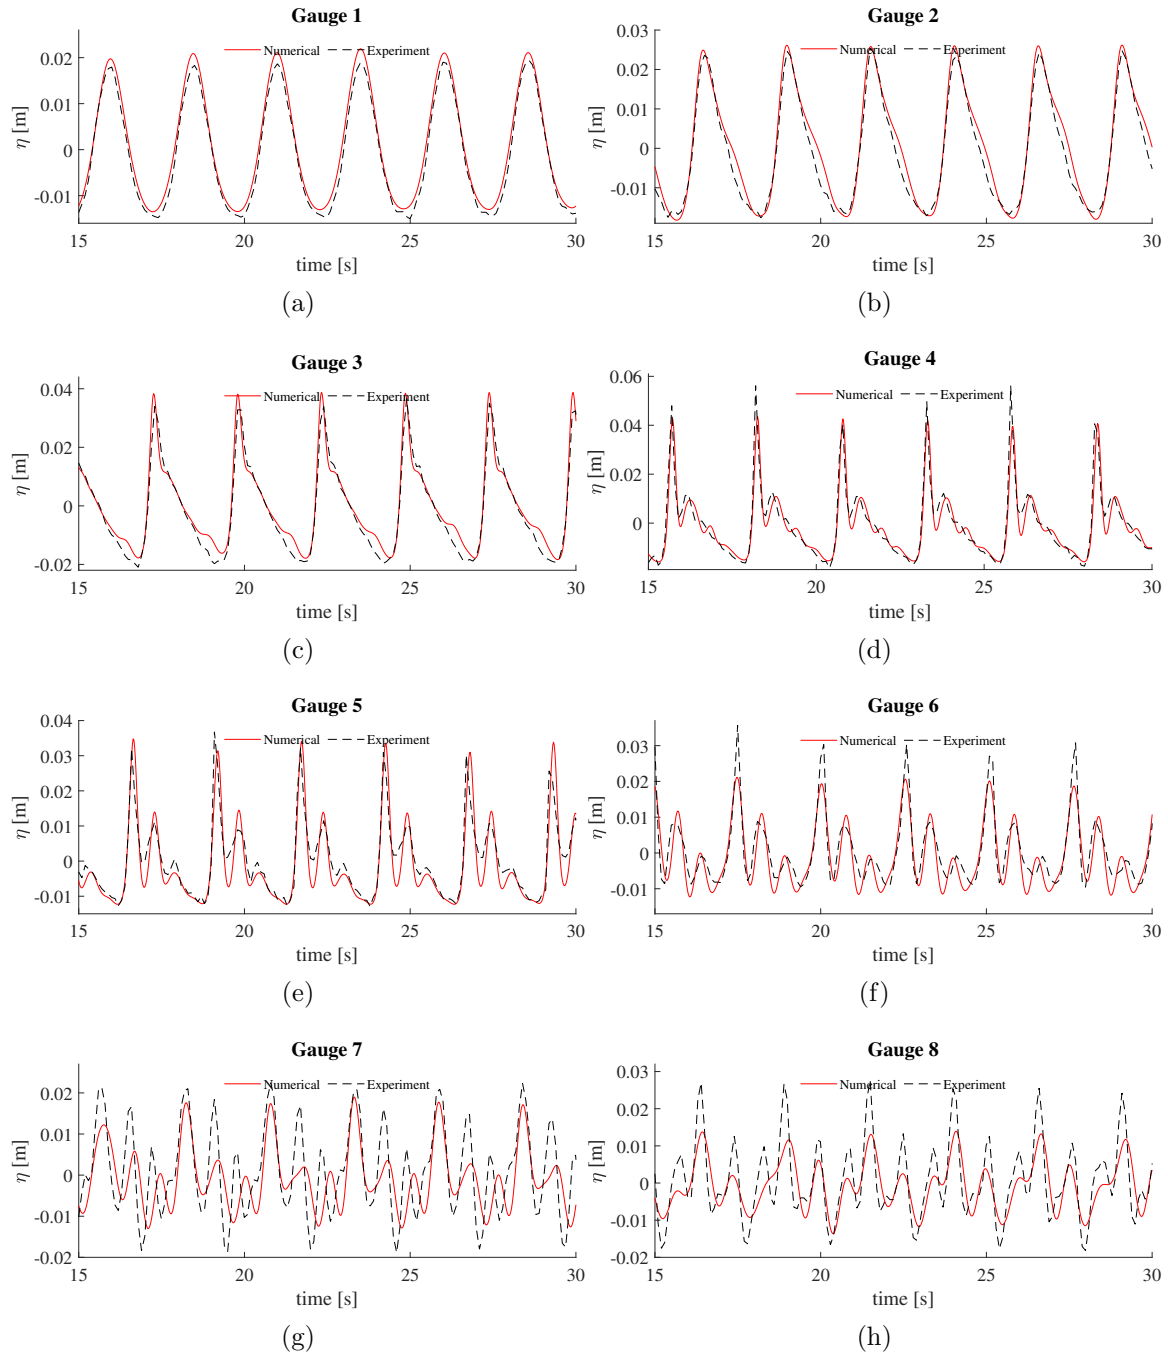 Gauge 1
Numerical Experiment
0.02
0.01
0
-0.01
η [m]
15 20 25 30
time [s]
(a)
Gauge 2
Numerical Experiment
0.03
0.02
0.01
0
-0.01
η [m]
15 20 25 30
time [s]
(b)
Gauge 3
Numerical Experiment
0.04
0.02
0
-0.02
η [m]
15 20 25 30
time [s]
(c)
Gauge 4
Numerical Experiment
0.06
0.04
0.02
0
η [m]
15 20 25 30
time [s]
(d)
Gauge 5
Numerical Experiment
0.04
0.03
0.02
0.01
0
-0.01
η [m]
15 20 25 30
time [s]
(e)
Gauge 6
Numerical Experiment
0.03
0.02
0.01
0
-0.01
η [m]
15 20 25 30
time [s]
(f)
Gauge 7
Numerical Experiment
0.02
0.01
0
-0.01
-0.02
η [m]
15 20 25 30
time [s]
(g)
Gauge 8
Numerical Experiment
0.03
0.02
0.01
0
-0.01
-0.02
η [m]
15 20 25 30
time [s]
(h)